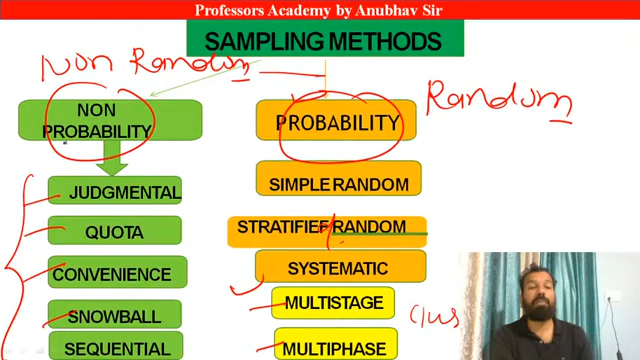 Professors Academy by Anubhav Sir
SAMPLING METHODS
Non Random
Random
NON
PROBABILITY
PROBABILITY
JUDGMENTAL
SIMPLE RANDOM
QUOTA
STRATIFIED RANDOM
CONVENIENCE
SYSTEMATIC
SNOWBALL
MULTISTAGE
Clus
SEQUENTIAL
MULTIPHASE